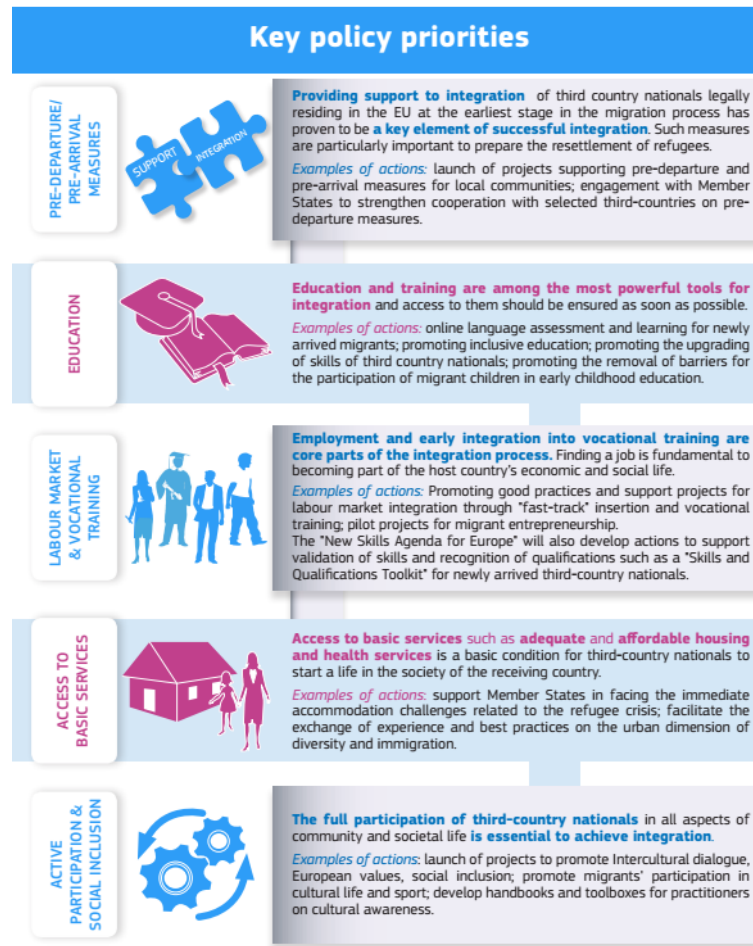 Key policy priorities
PRE-DEPARTURE/
PRE-ARRIVAL
MEASURES
SUPPORT
INTEGRATION
Providing support to integration of third country nationals legally
residing in the EU at the earliest stage in the migration process has
proven to be a key element of successful integration. Such measures
are particularly important to prepare the resettlement of refugees.
Examples of actions: launch of projects supporting pre-departure and
pre-arrival measures for local communities; engagement with Member
States to strengthen cooperation with selected third-countries on pre-
departure measures.
EDUCATION
Education and training are among the most powerful tools for
integration and access to them should be ensured as soon as possible.
Examples of actions: online language assessment and learning for newly
arrived migrants; promoting inclusive education; promoting the upgrading
of skills of third country nationals; promoting the removal of barriers for
the participation of migrant children in early childhood education.
LABOUR MARKET
& VOCATIONAL
TRAINING
Employment and early integration into vocational training are
core parts of the integration process. Finding a job is fundamental to
becoming part of the host country's economic and social life.
Examples of actions: Promoting good practices and support projects for
labour market integration through "fast-track" insertion and vocational
training; pilot projects for migrant entrepreneurship.
The "New Skills Agenda for Europe" will also develop actions to support
validation of skills and recognition of qualifications such as a "Skills and
Qualifications Toolkit" for newly arrived third-country nationals.
ACCESS TO
BASIC SERVICES
Access to basic services such as adequate and affordable housing
and health services is a basic condition for third-country nationals to
start a life in the society of the receiving country.
Examples of actions: support Member States in facing the immediate
accommodation challenges related to the refugee crisis; facilitate the
exchange of experience and best practices on the urban dimension of
diversity and immigration.
ACTIVE
PARTICIPATION &
SOCIAL INCLUSION
The full participation of third-country nationals in all aspects of
community and societal life is essential to achieve integration.
Examples of actions: launch of projects to promote Intercultural dialogue,
European values, social inclusion; promote migrants' participation in
cultural life and sport; develop handbooks and toolboxes for practitioners
on cultural awareness.